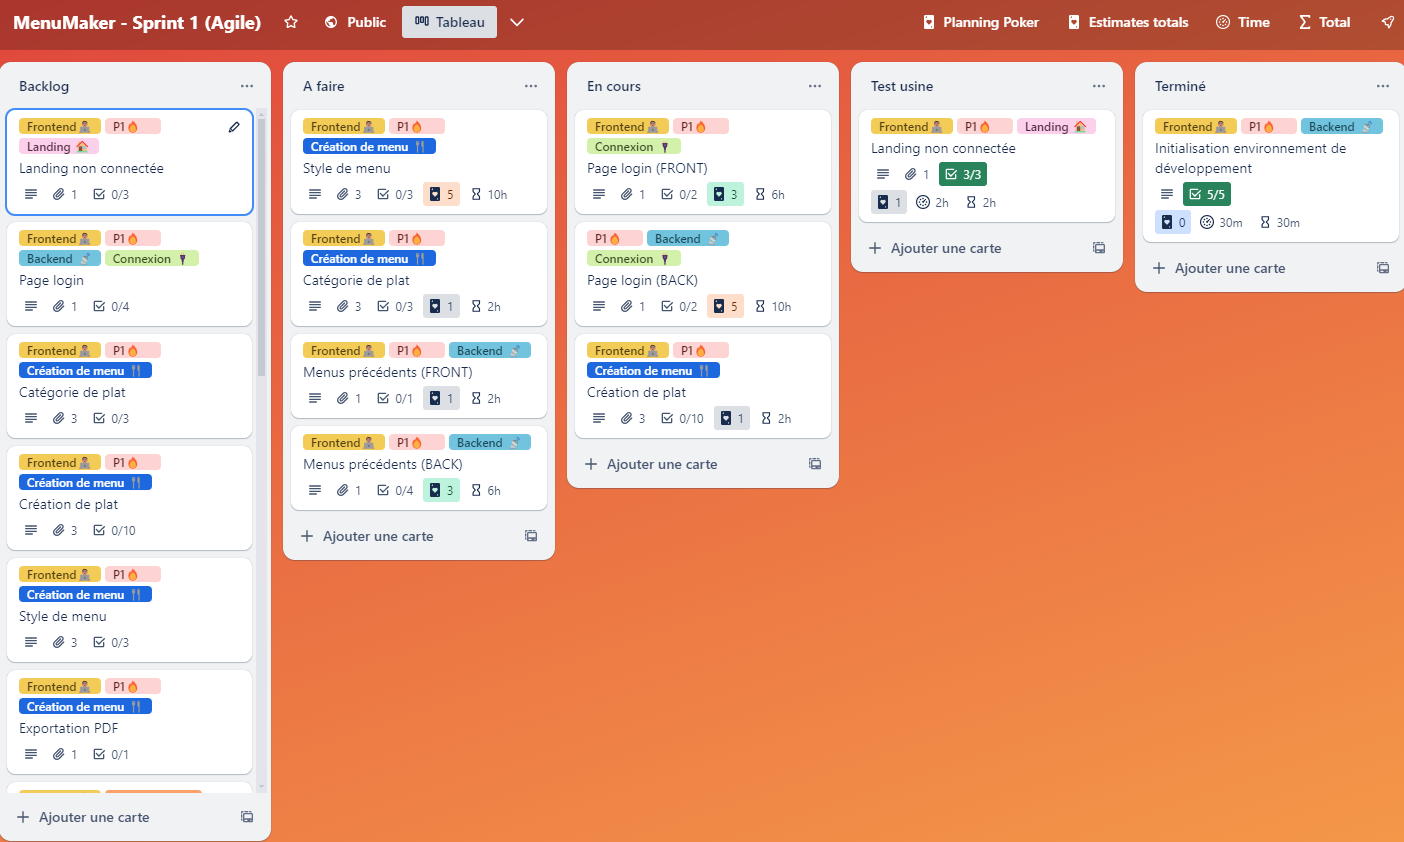 MenuMaker - Sprint 1 (Agile) Public Tableau Planning Poker Estimates totals Time Total
Backlog
Frontend P1
Landing
Landing non connectée
1 0/3
Frontend P1
Backend Connexion
Page login
1 0/4
Frontend P1
Création de menu
Catégorie de plat
3 0/3
Frontend P1
Création de menu
Création de plat
3 0/10
Frontend P1
Création de menu
Style de menu
3 0/3
Frontend P1
Création de menu
Exportation PDF
1 0/1
Ajouter une carte
A faire
Frontend P1
Création de menu
Style de menu
3 0/3 5 10h
Frontend P1
Création de menu
Catégorie de plat
3 0/3 1 2h
Frontend P1 Backend
Menus précédents (FRONT)
1 0/1 1 2h
Frontend P1 Backend
Menus précédents (BACK)
1 0/4 3 6h
Ajouter une carte
En cours
Frontend P1
Connexion
Page login (FRONT)
1 0/2 3 6h
P1 Backend
Connexion
Page login (BACK)
1 0/2 5 10h
Frontend P1
Création de menu
Création de plat
3 0/10 1 2h
Ajouter une carte
Test usine
Frontend P1 Landing
Landing non connectée
1 3/3
1 2h 2h
Ajouter une carte
Terminé
Frontend P1 Backend
Initialisation environnement de
développement
5/5
0 30m 30m
Ajouter une carte